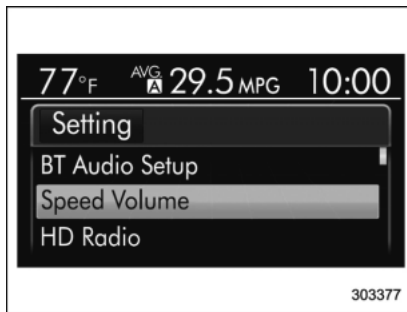 77°F AVG. A 29.5 MPG 10:00
Setting
BT Audio Setup
Speed Volume
HD Radio
303377